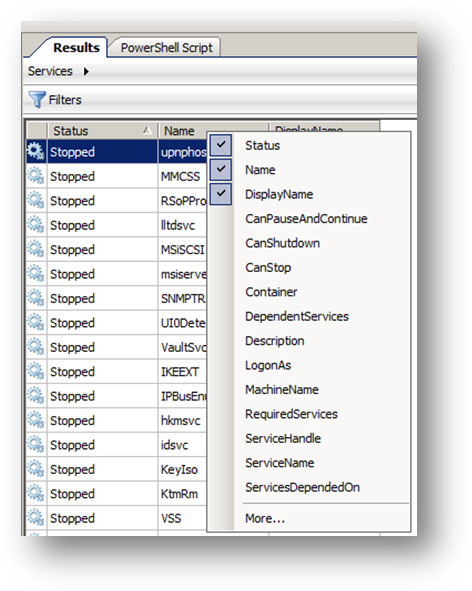 Results PowerShell Script
Services
Filters
Status Name DisplayName
Stopped upnphos
Stopped MMCSS
Stopped RSoPPro
Stopped lltdsvc
Stopped MSiSCSI
Stopped msiserve
Stopped SNMPTR
Stopped UI0Dete
Stopped VaultSvc
Stopped IKEEXT
Stopped IPBusEnu
Stopped hkmsvc
Stopped idsvc
Stopped KeyIso
Stopped KtmRm
Stopped VSS
Status
Name
DisplayName
CanPauseAndContinue
CanShutdown
CanStop
Container
DependentServices
Description
LogonAs
MachineName
RequiredServices
ServiceHandle
ServiceName
ServicesDependedOn
More...